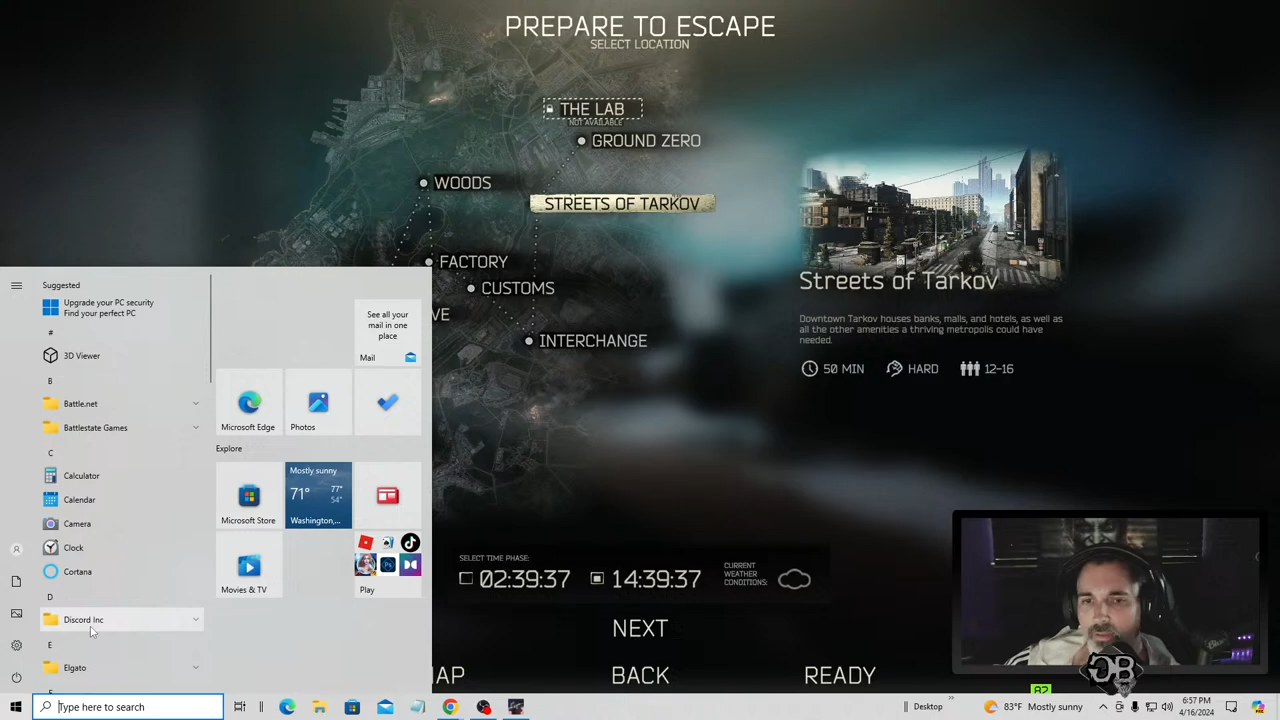 PREPARE TO ESCAPE
SELECT LOCATION
THE LAB
NOT AVAILABLE
GROUND ZERO
WOODS
STREETS OF TARKOV
FACTORY
CUSTOMS
VE
INTERCHANGE
Streets of Tarkov
Downtown Tarkov houses banks, malls, and hotels, as well as
all the other amenities a thriving metropolis could have
needed.
50 MIN
HARD
12-16
Suggested
Upgrade your PC security
Find your perfect PC
#
3D Viewer
B
Battle.net
Battlestate Games
C
Calculator
Calendar
Camera
Clock
Cortana
D
Discord Inc
E
Elgato
See all your
mail in one
place
Mail
Microsoft Edge
Photos
Explore
Microsoft Store
Mostly sunny
71°
77°
54°
Washington,...
Movies & TV
Play
SELECT TIME PHASE:
02:39:37
14:39:37
CURRENT
WEATHER
CONDITIONS:
NEXT
AP
BACK
READY
82
Type here to search
Desktop
83°F Mostly sunny
6:57 PM
4/16/2024